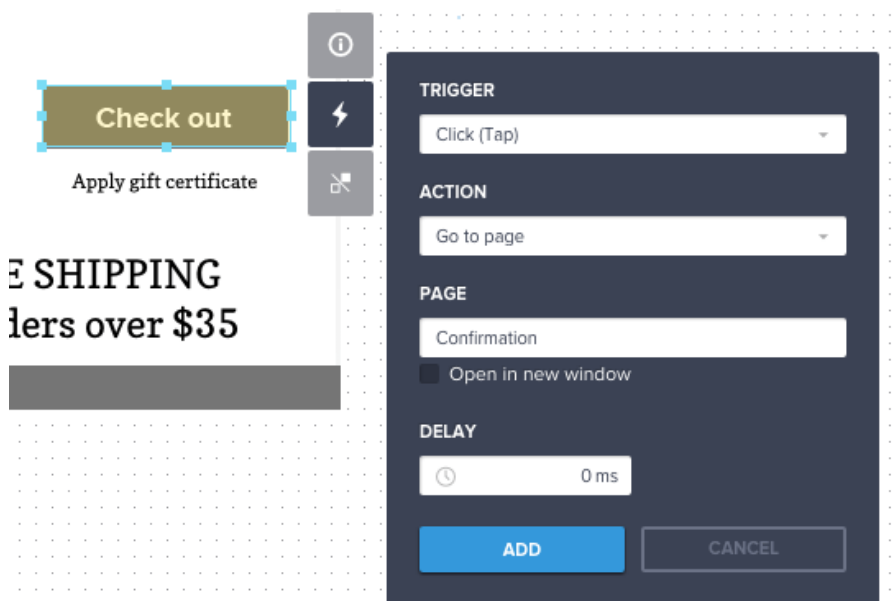 Check out
Apply gift certificate
E SHIPPING
ders over $35
TRIGGER
Click (Tap)
ACTION
Go to page
PAGE
Confirmation
Open in new window
DELAY
0 ms
ADD
CANCEL